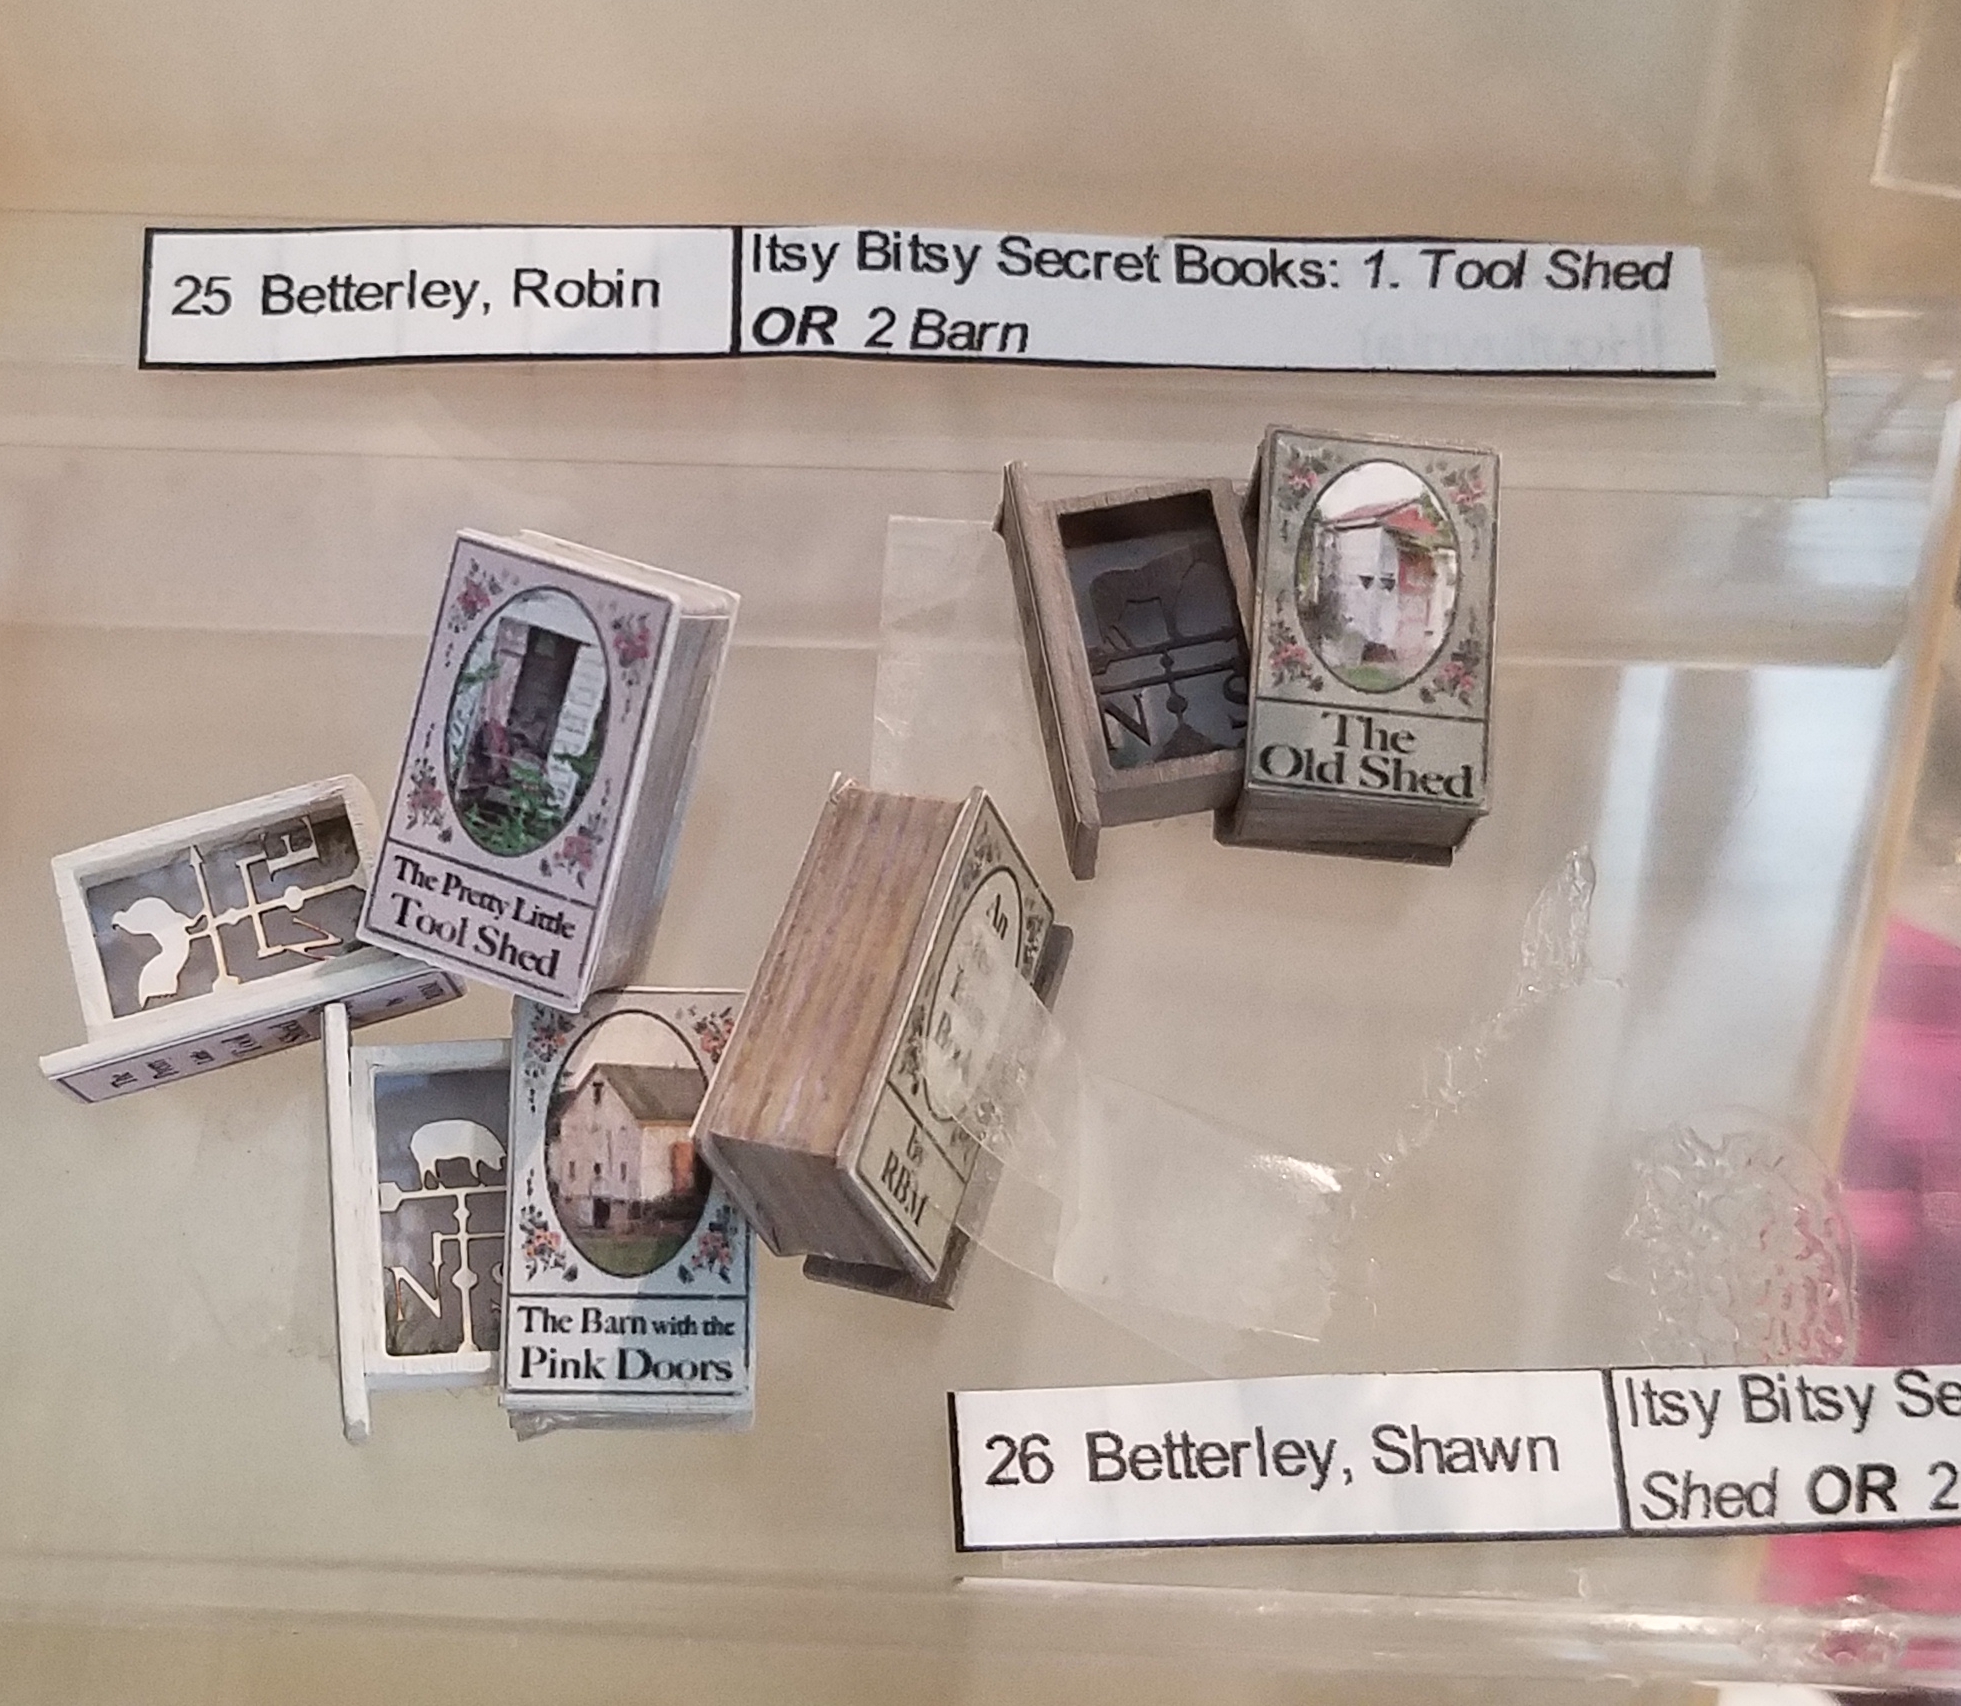 25 Betterley, Robin
Itsy Bitsy Secret Books: 1. Tool Shed
OR 2 Barn
The
Old Shed
The Pretty Little
Tool Shed
N
S
E
N
An
RBM
The Barn with the
Pink Doors
N
S
26 Betterley, Shawn
Itsy Bitsy Se
Shed OR 2